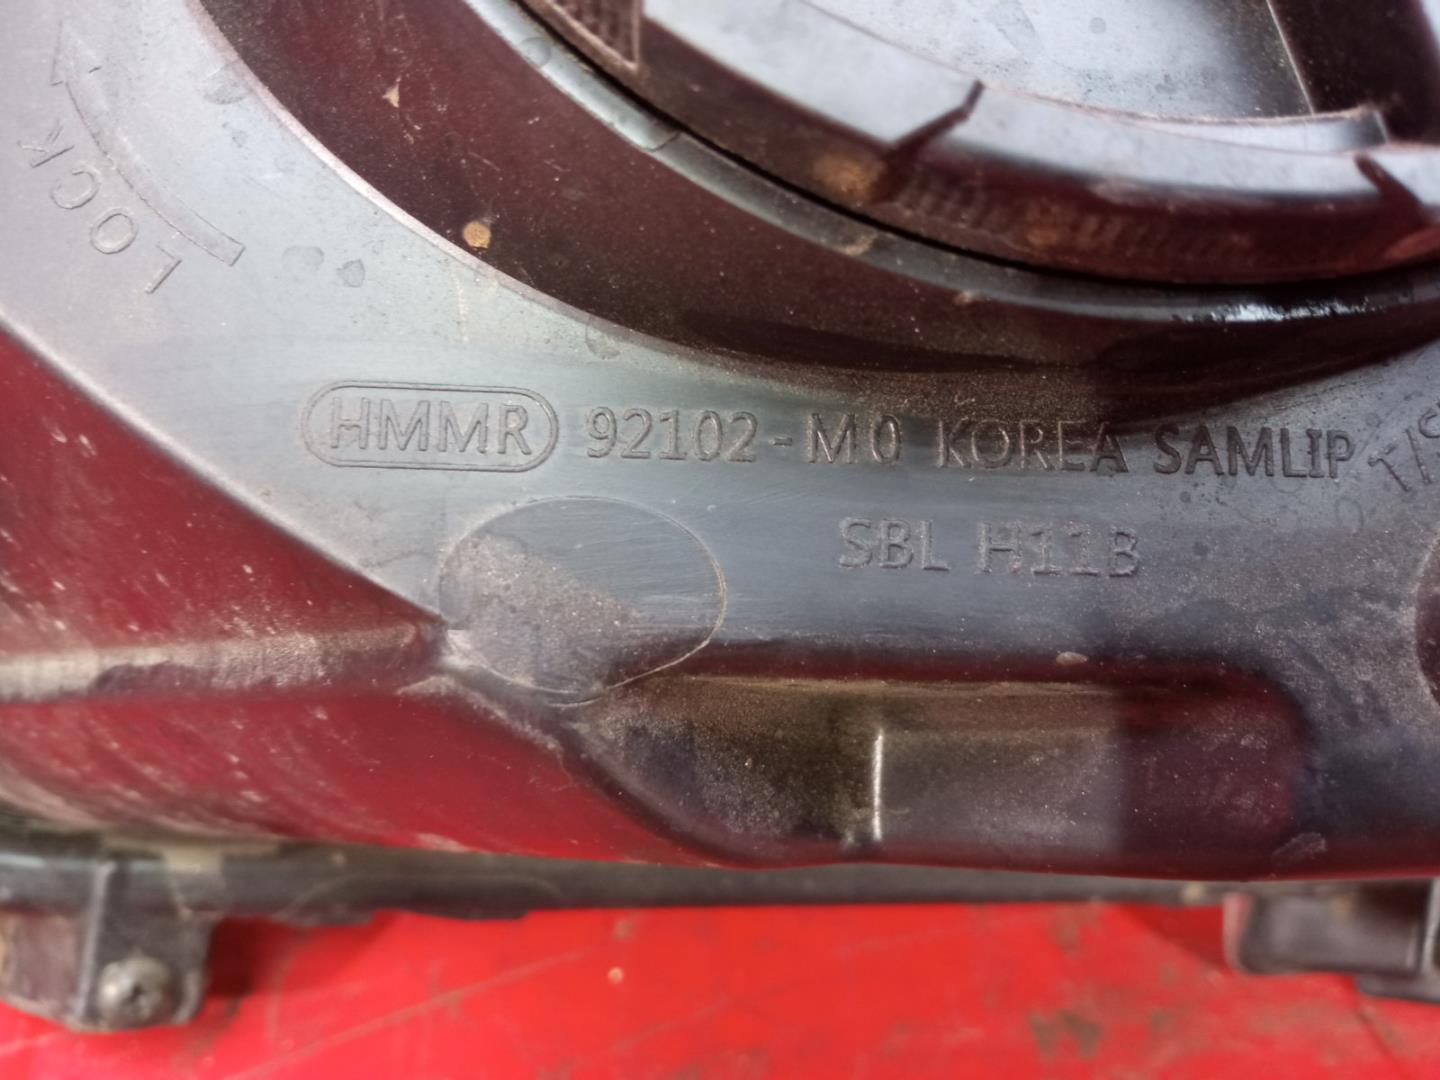 LOCK
HMMR 92102-M0 KOREA SAMLIP
SBL H11B